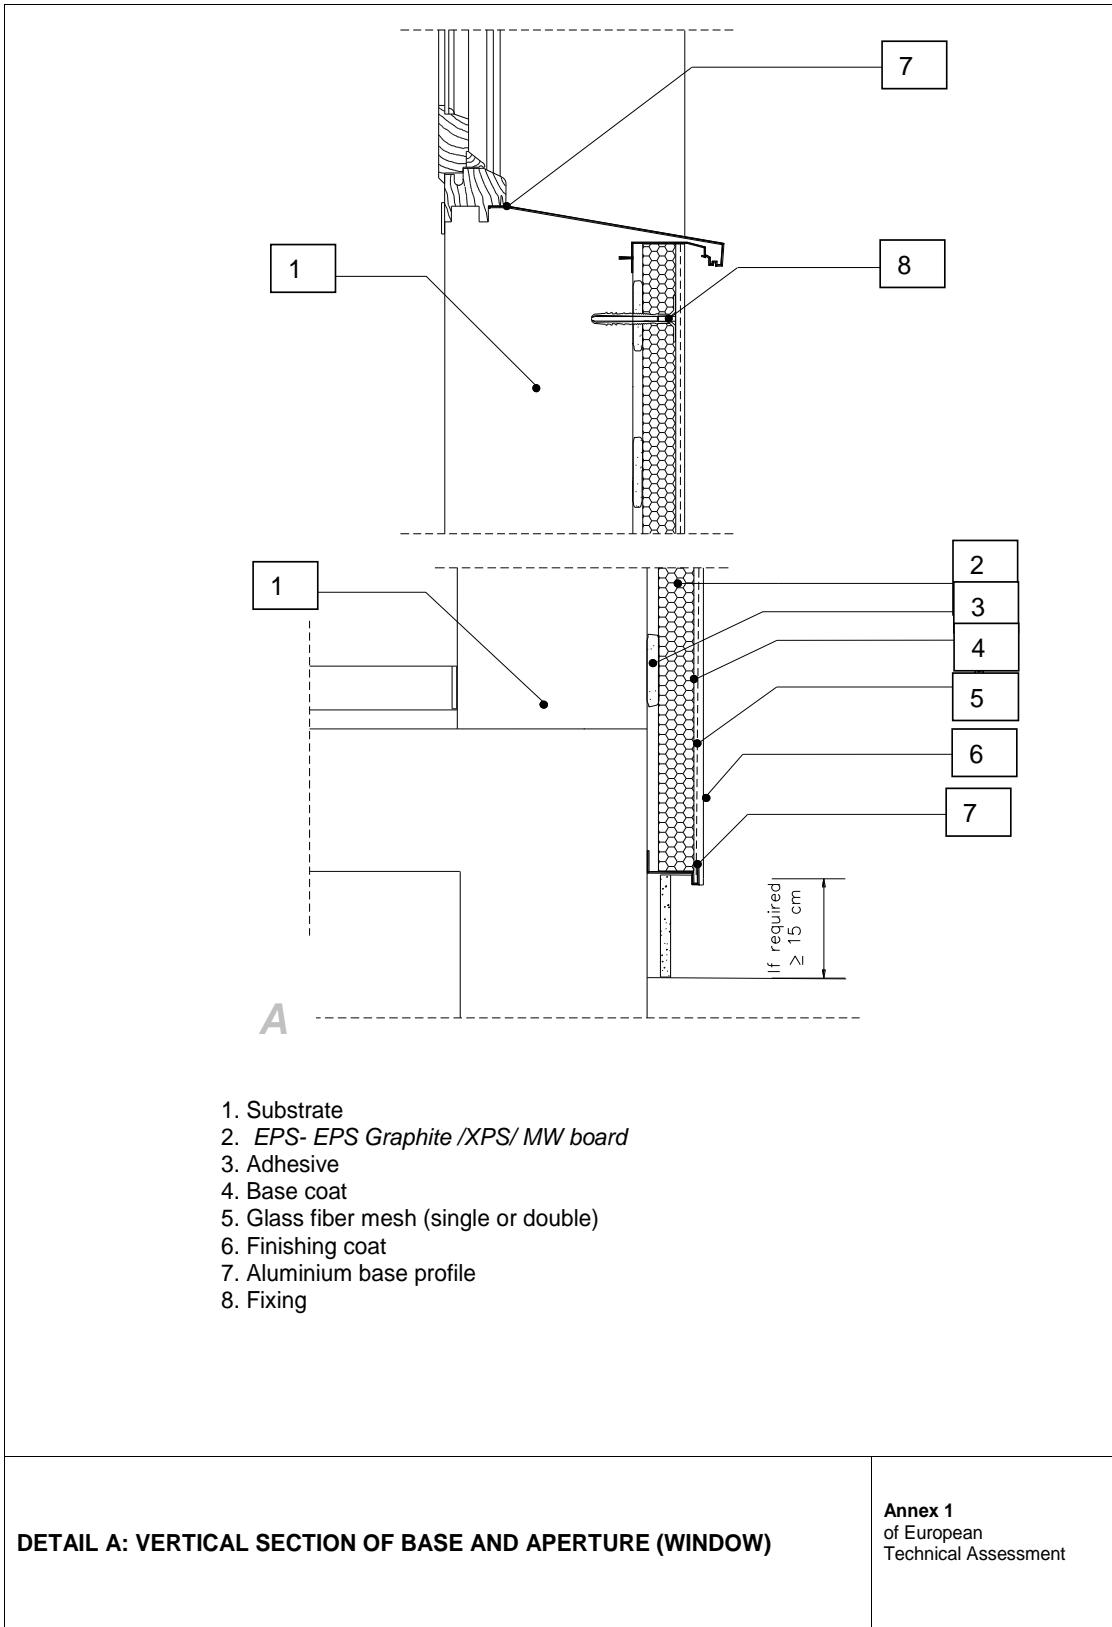 7
1
8
1
2
3
4
5
6
7
If required
≥ 15 cm
A
1. Substrate
2. EPS- EPS Graphite /XPS/ MW board
3. Adhesive
4. Base coat
5. Glass fiber mesh (single or double)
6. Finishing coat
7. Aluminium base profile
8. Fixing
DETAIL A: VERTICAL SECTION OF BASE AND APERTURE (WINDOW)
Annex 1
of European
Technical Assessment